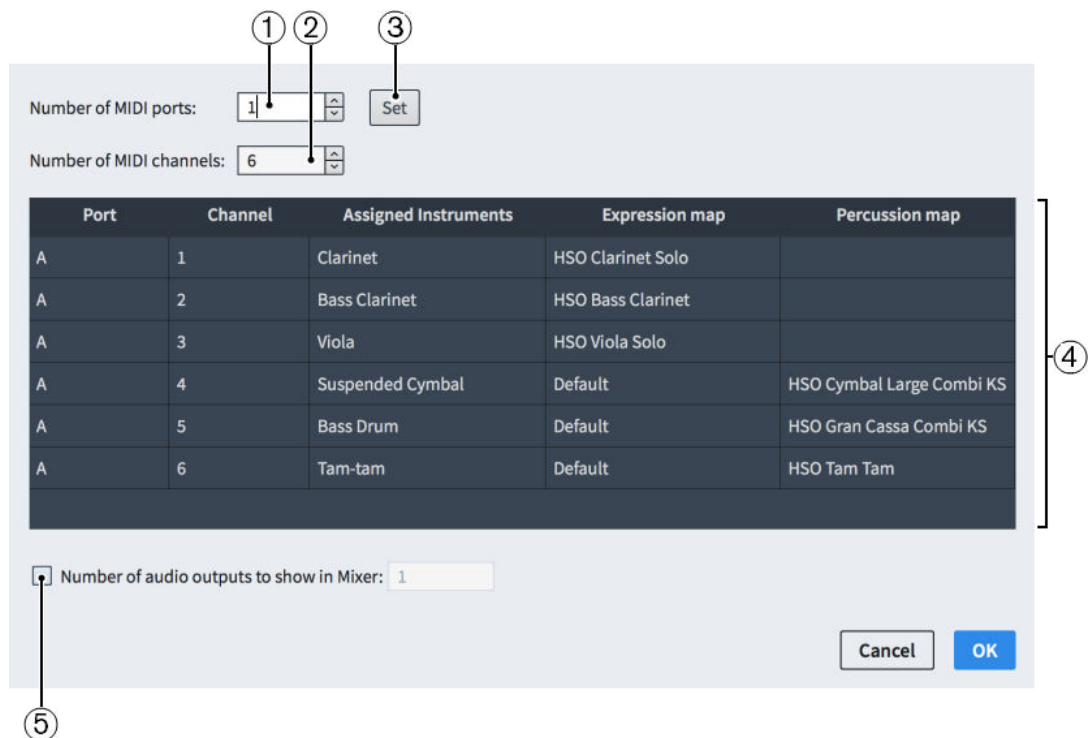 ① ② ③
Number of MIDI ports: 1 Set
Number of MIDI channels: 6
Port Channel Assigned Instruments Expression map Percussion map
A 1 Clarinet HSO Clarinet Solo
A 2 Bass Clarinet HSO Bass Clarinet
A 3 Viola HSO Viola Solo
④
A 4 Suspended Cymbal Default HSO Cymbal Large Combi KS
A 5 Bass Drum Default HSO Gran Cassa Combi KS
A 6 Tam-tam Default HSO Tam Tam
Number of audio outputs to show in Mixer: 1
Cancel OK
⑤